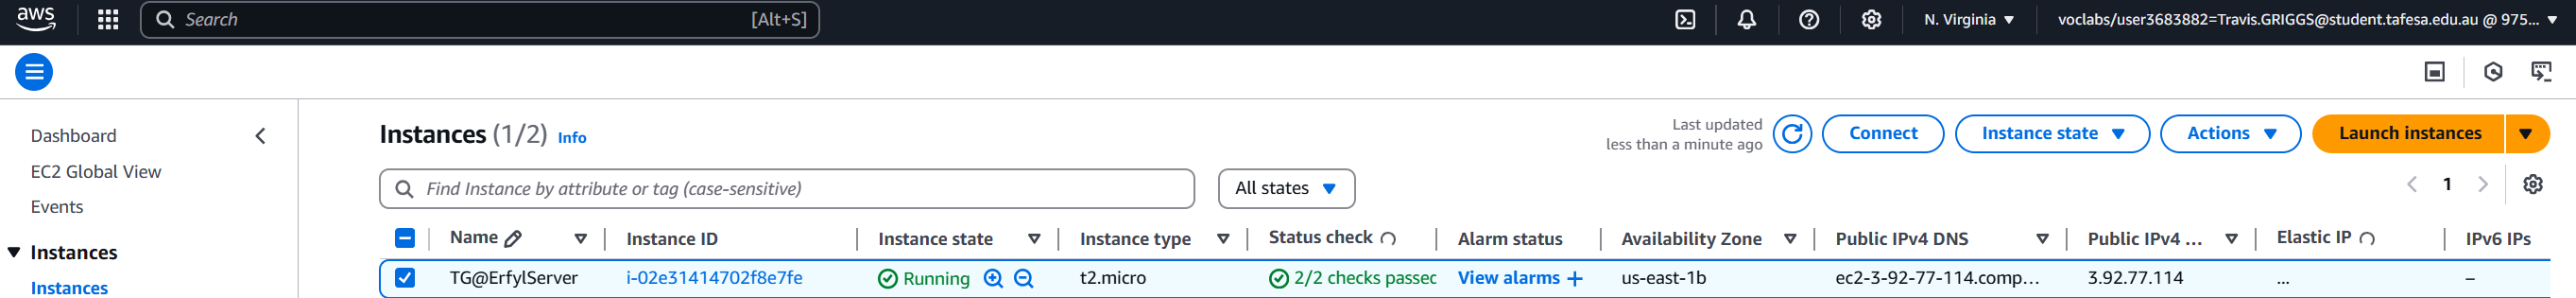 aws
Search [Alt+S]
N. Virginia
voclabs/user3683882=Travis.GRIGGS@student.tafesa.edu.au @ 975...
Dashboard
EC2 Global View
Events
Instances
Instances
Instances (1/2) Info
Last updated
less than a minute ago
Connect
Instance state
Actions
Launch instances
Find Instance by attribute or tag (case-sensitive)
All states
1
Name Instance ID Instance state Instance type Status check Alarm status Availability Zone Public IPv4 DNS Public IPv4 ... Elastic IP IPv6 IPs
TG@ErfylServer i-02e31414702f8e7fe Running t2.micro 2/2 checks passec View alarms + us-east-1b ec2-3-92-77-114.comp... 3.92.77.114 ... –